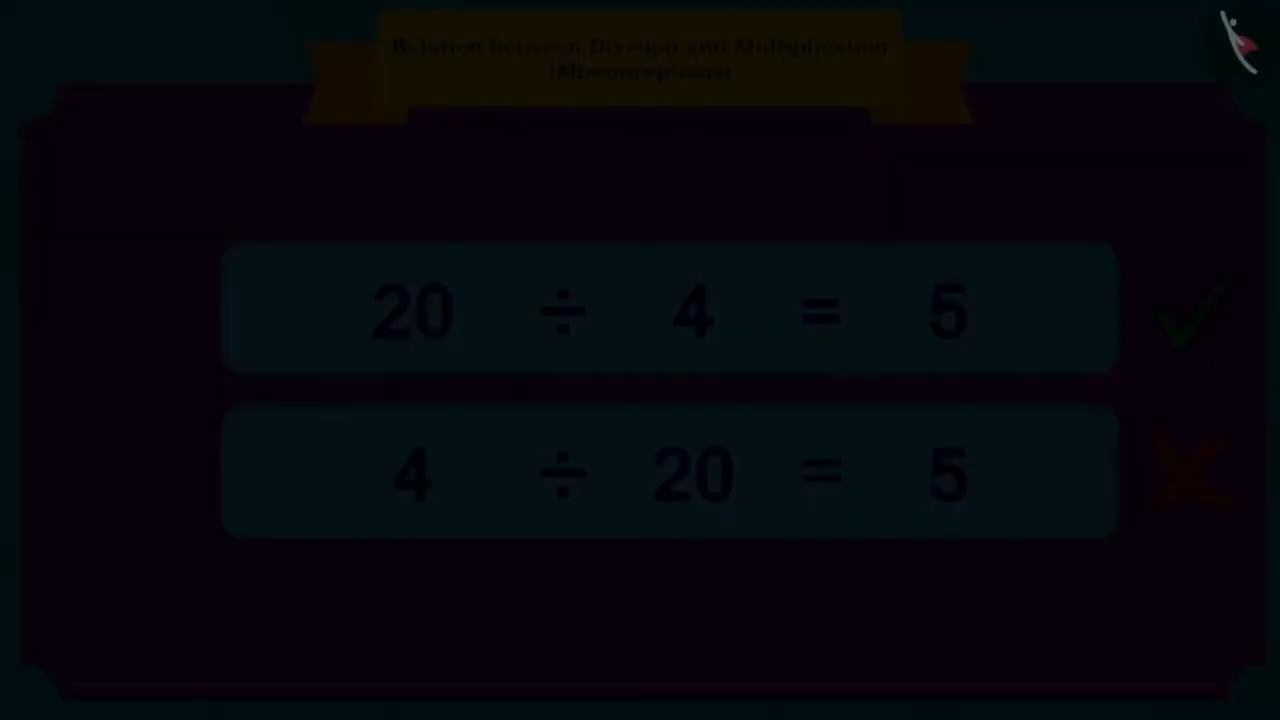 Relation between Division and Multiplication
(Misconceptions)
20 ÷ 4 = 5
4 ÷ 20 = 5